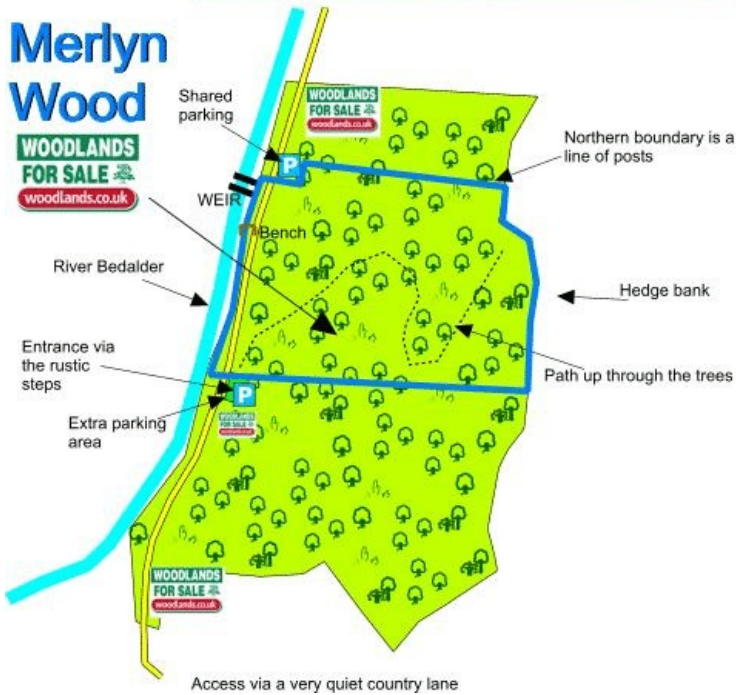 Merlyn
Wood
WOODLANDS
FOR SALE
woodlands.co.uk
Shared
parking
WOODLANDS
FOR SALE
woodlands.co.uk
P
Northern boundary is a
line of posts
WEIR
Bench
River Bedalder
Hedge bank
Entrance via
the rustic
steps
Path up through the trees
P
Extra parking
area
WOODLANDS
FOR SALE
woodlands.co.uk
WOODLANDS
FOR SALE
woodlands.co.uk
Access via a very quiet country lane